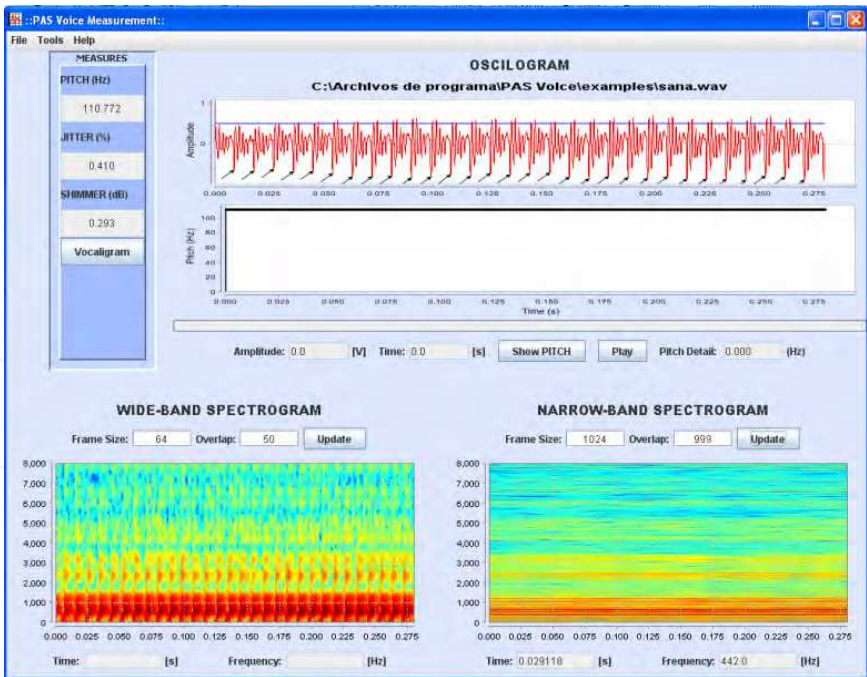 ::PAS Voice Measurement::
File Tools Help
MEASURES
PITCH (Hz)
110.772
JITTER (%)
0.410
SHIMMER (dB)
0.293
Vocaligram
OSCILOGRAM
C:\Archivos de programa\PAS Voice\examples\sana.wav
Amplitude
1
0
0.000 0.025 0.050 0.075 0.100 0.125 0.150 0.175 0.200 0.225 0.250 0.275
Pitch (Hz)
100
80
60
40
20
0
0.000 0.025 0.050 0.075 0.100 0.125 0.150 0.175 0.200 0.225 0.250 0.275
Time (s)
Amplitude: 0.0 [V] Time: 0.0 [s] Show PITCH Play Pitch Detail: 0.000 (Hz)
WIDE-BAND SPECTROGRAM
Frame Size: 64 Overlap: 50 Update
8,000
7,000
6,000
5,000
4,000
3,000
2,000
1,000
0
0.000 0.025 0.050 0.075 0.100 0.125 0.150 0.175 0.200 0.225 0.250 0.275
Time: [s] Frequency: [Hz]
NARROW-BAND SPECTROGRAM
Frame Size: 1024 Overlap: 999 Update
8,000
7,000
6,000
5,000
4,000
3,000
2,000
1,000
0
0.000 0.025 0.050 0.075 0.100 0.125 0.150 0.175 0.200 0.225 0.250 0.275
Time: 0.029118 [s] Frequency: 442.0 [Hz]